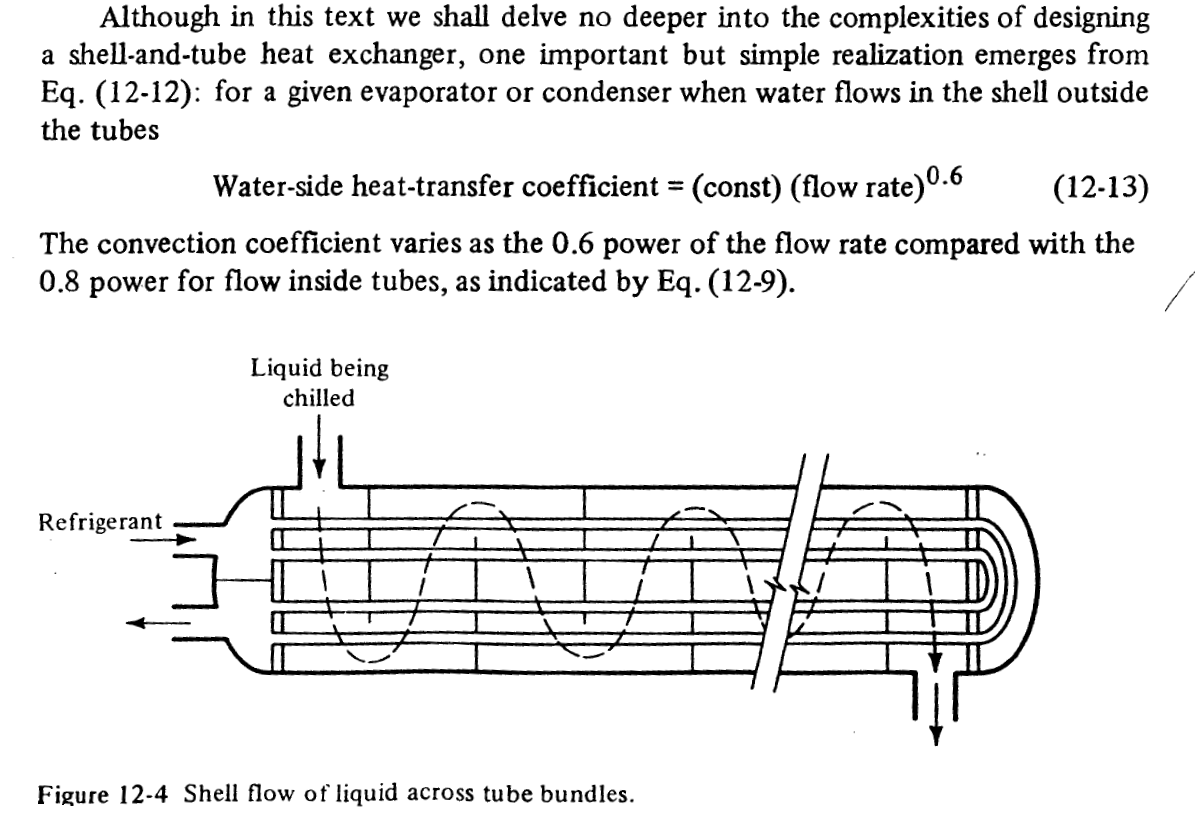 Although in this text we shall delve no deeper into the complexities of designing
a shell-and-tube heat exchanger, one important but simple realization emerges from
Eq. (12-12): for a given evaporator or condenser when water flows in the shell outside
the tubes
Water-side heat-transfer coefficient = (const) (flow rate)^0.6 (12-13)
The convection coefficient varies as the 0.6 power of the flow rate compared with the
0.8 power for flow inside tubes, as indicated by Eq. (12-9).
Liquid being
chilled
Refrigerant
Figure 12-4 Shell flow of liquid across tube bundles.